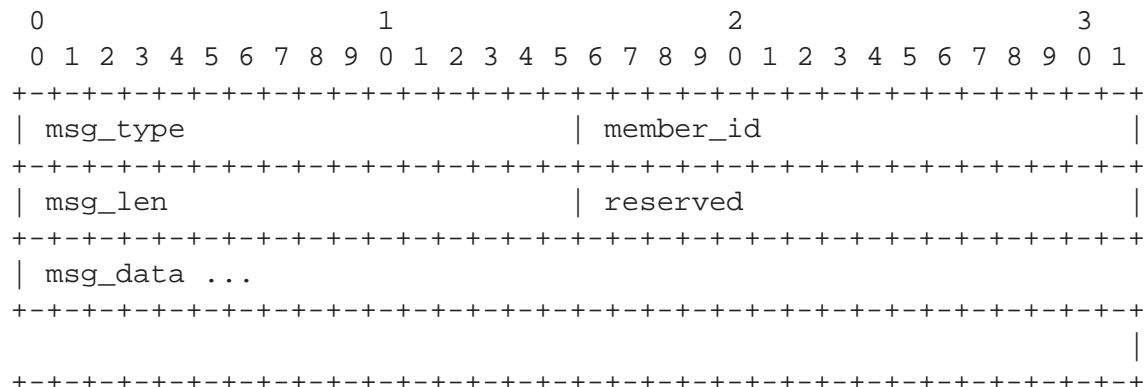 0                   1                   2                   3
 0 1 2 3 4 5 6 7 8 9 0 1 2 3 4 5 6 7 8 9 0 1 2 3 4 5 6 7 8 9 0 1
+-+-+-+-+-+-+-+-+-+-+-+-+-+-+-+-+-+-+-+-+-+-+-+-+-+-+-+-+-+-+-+-+
| msg_type                      | member_id                     |
+-+-+-+-+-+-+-+-+-+-+-+-+-+-+-+-+-+-+-+-+-+-+-+-+-+-+-+-+-+-+-+-+
| msg_len                       | reserved                      |
+-+-+-+-+-+-+-+-+-+-+-+-+-+-+-+-+-+-+-+-+-+-+-+-+-+-+-+-+-+-+-+-+
| msg_data ...
+-+-+-+-+-+-+-+-+-+-+-+-+-+-+-+-+-+-+-+-+-+-+-+-+-+-+-+-+-+-+-+-+
                                                                |
+-+-+-+-+-+-+-+-+-+-+-+-+-+-+-+-+-+-+-+-+-+-+-+-+-+-+-+-+-+-+-+-+